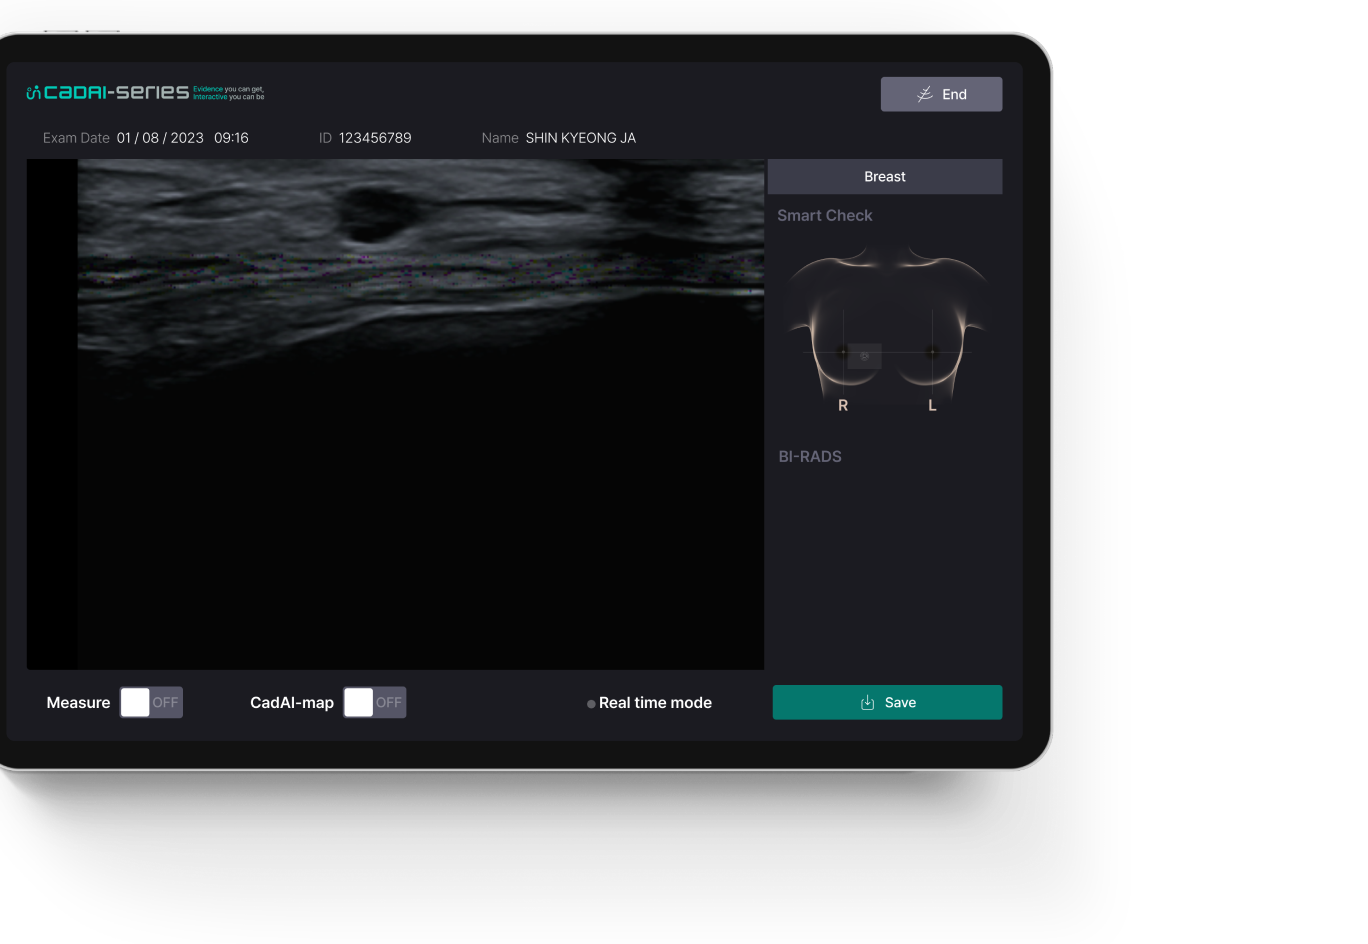 CADAI-SERIES Evidence you can get,
Interactive you can be
End
Exam Date 01 / 08 / 2023 09:16 ID 123456789 Name SHIN KYEONG JA
Breast
Smart Check
R L
BI-RADS
Measure OFF CadAI-map OFF Real time mode Save